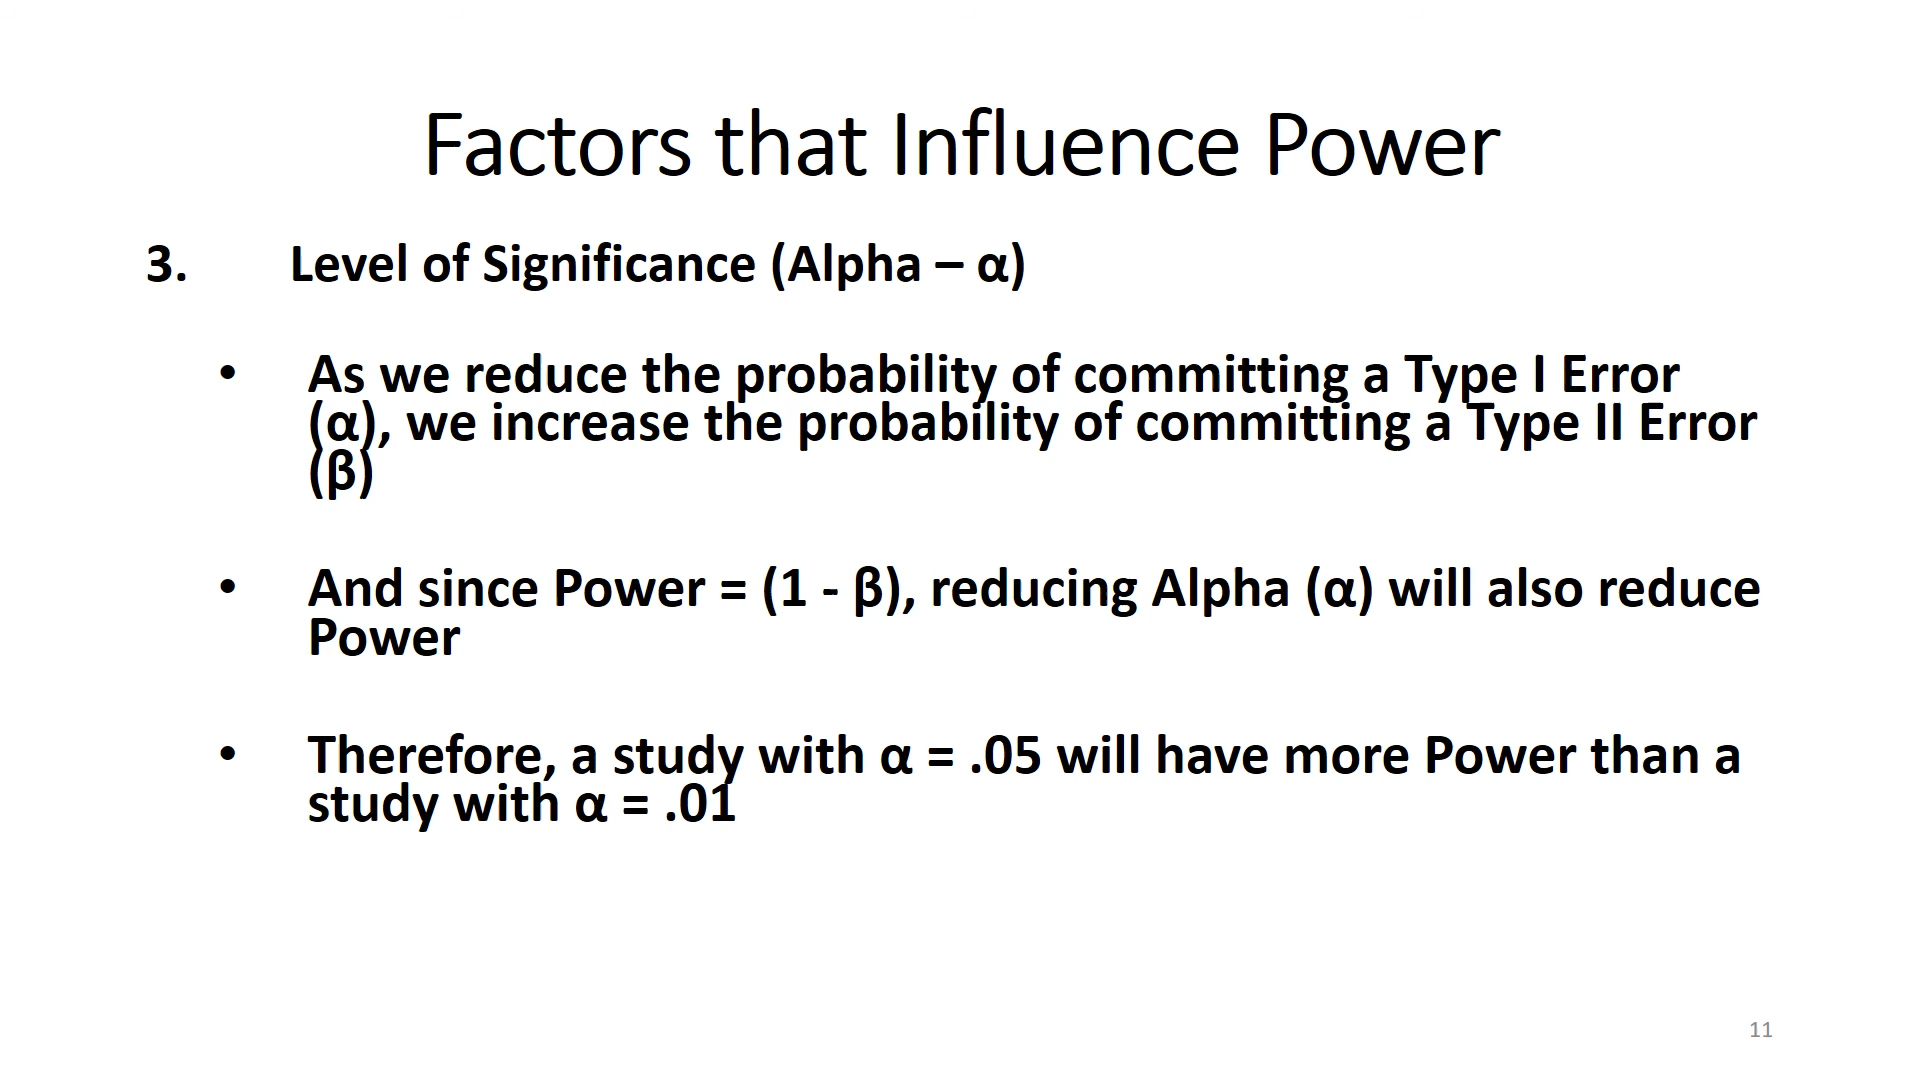 Factors that Influence Power
3. Level of Significance (Alpha – α)
• As we reduce the probability of committing a Type I Error
(α), we increase the probability of committing a Type II Error
(β)
• And since Power = (1 - β), reducing Alpha (α) will also reduce
Power
• Therefore, a study with α = .05 will have more Power than a
study with α = .01
11